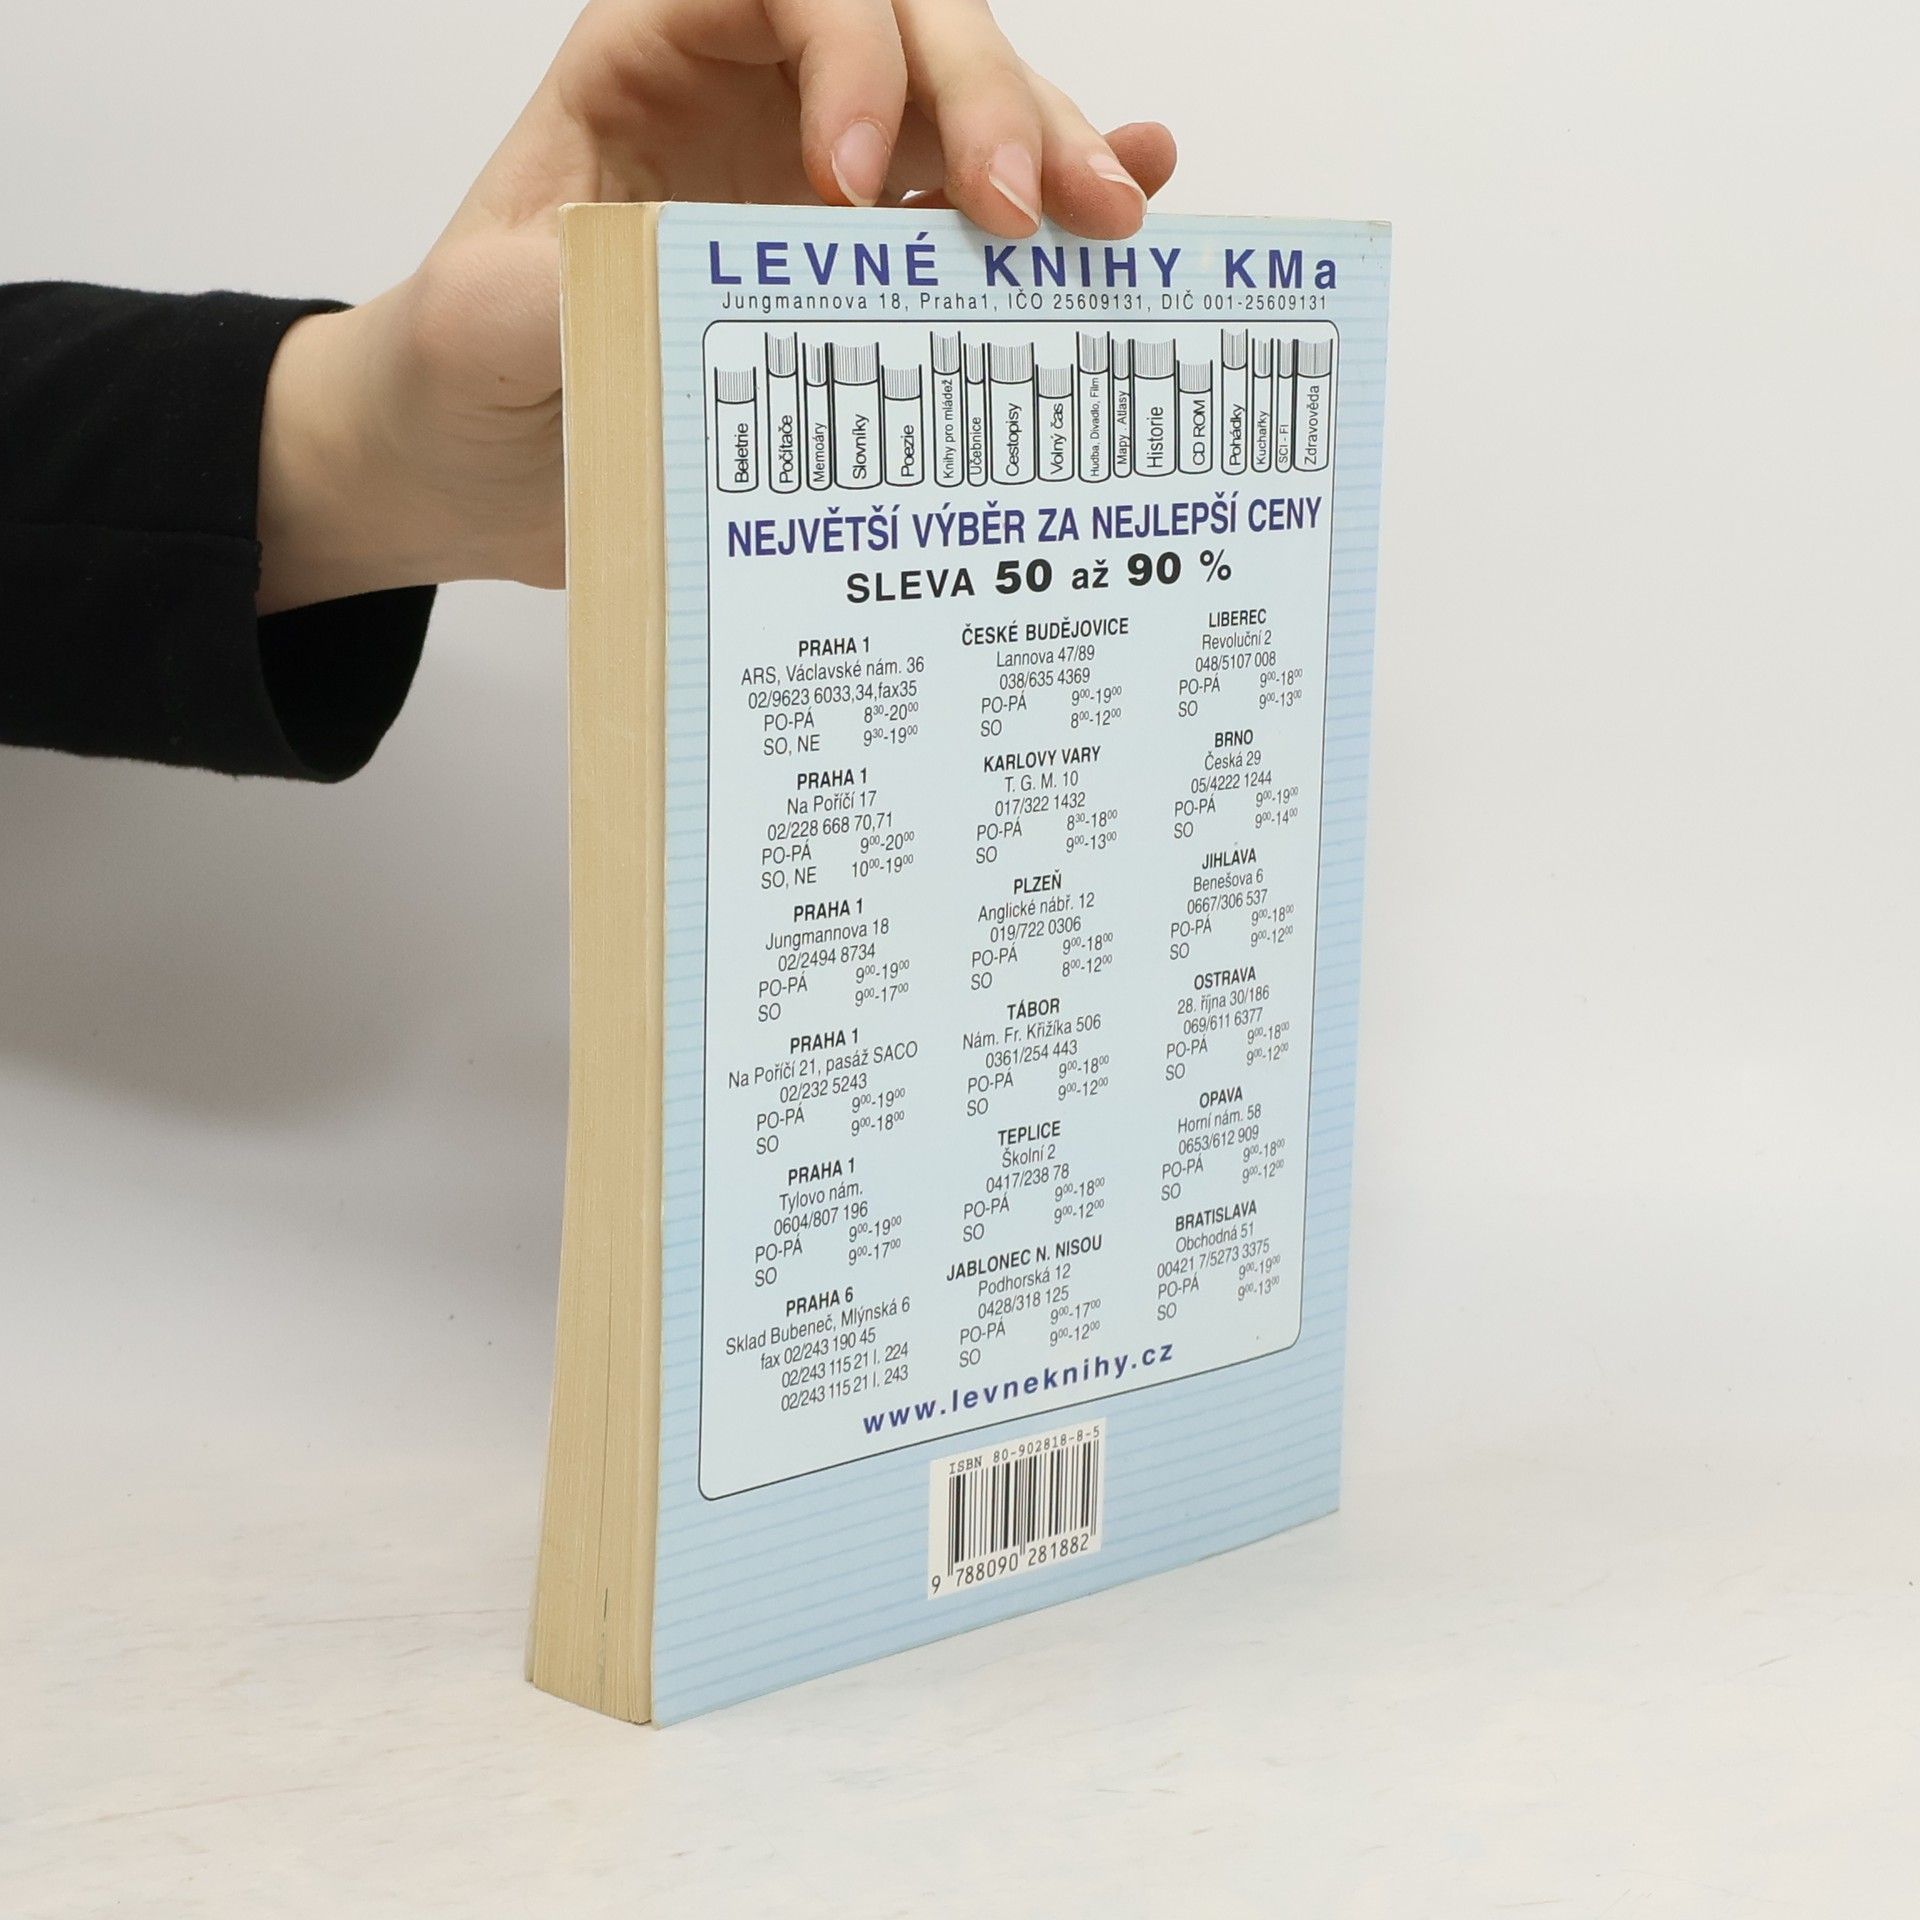 LEVNÉ KNIHY KMa
Jungmannova 18, Praha1, IČO 25609131, DIČ 001-25609131
Beletrie
Počítače
Memoáry
Slovníky
Poezie
Knihy pro mládež
Učebnice
Cestopisy
Volný čas
Hudba, Divadlo, Film
Mapy . Atlasy
Historie
CD ROM
Pohádky
Kuchařky
SCI - FI
Zdravověda
NEJVĚTŠÍ VÝBĚR ZA NEJLEPŠÍ CENY
SLEVA 50 až 90 %
PRAHA 1
ARS, Václavské nám. 36
02/9623 6033,34,fax35
PO-PÁ 8³⁰-20⁰⁰
SO, NE 9³⁰-19⁰⁰
PRAHA 1
Na Poříčí 17
02/228 668 70,71
PO-PÁ 9⁰⁰-20⁰⁰
SO, NE 10⁰⁰-19⁰⁰
PRAHA 1
Jungmannova 18
02/2494 8734
PO-PÁ 9⁰⁰-19⁰⁰
SO 9⁰⁰-17⁰⁰
PRAHA 1
Na Poříčí 21, pasáž SACO
02/232 5243
PO-PÁ 9⁰⁰-19⁰⁰
SO 9⁰⁰-18⁰⁰
PRAHA 1
Tylovo nám.
0604/807 196
PO-PÁ 9⁰⁰-19⁰⁰
SO 9⁰⁰-17⁰⁰
PRAHA 6
Sklad Bubeneč, Mlýnská 6
fax 02/243 190 45
02/243 115 21 l. 224
02/243 115 21 l. 243
ČESKÉ BUDĚJOVICE
Lannova 47/89
038/635 4369
PO-PÁ 9⁰⁰-19⁰⁰
SO 8⁰⁰-12⁰⁰
KARLOVY VARY
T. G. M. 10
017/322 1432
PO-PÁ 8³⁰-18⁰⁰
SO 9⁰⁰-13⁰⁰
PLZEŇ
Anglické nábř. 12
019/722 0306
PO-PÁ 9⁰⁰-18⁰⁰
SO 8⁰⁰-12⁰⁰
TÁBOR
Nám. Fr. Křižíka 506
0361/254 443
PO-PÁ 9⁰⁰-18⁰⁰
SO 9⁰⁰-12⁰⁰
TEPLICE
Školní 2
0417/238 78
PO-PÁ 9⁰⁰-18⁰⁰
SO 9⁰⁰-12⁰⁰
JABLONEC N. NISOU
Podhorská 12
0428/318 125
PO-PÁ 9⁰⁰-17⁰⁰
SO 9⁰⁰-12⁰⁰
LIBEREC
Revoluční 2
048/5107 008
PO-PÁ 9⁰⁰-18⁰⁰
SO 9⁰⁰-13⁰⁰
BRNO
Česká 29
05/4222 1244
PO-PÁ 9⁰⁰-19⁰⁰
SO 9⁰⁰-14⁰⁰
JIHLAVA
Benešova 6
0667/306 537
PO-PÁ 9⁰⁰-18⁰⁰
SO 9⁰⁰-12⁰⁰
OSTRAVA
28. října 30/186
069/611 6377
PO-PÁ 9⁰⁰-18⁰⁰
SO 9⁰⁰-12⁰⁰
OPAVA
Horní nám. 58
0653/612 909
PO-PÁ 9⁰⁰-18⁰⁰
SO 9⁰⁰-12⁰⁰
BRATISLAVA
Obchodná 51
00421 7/5273 3375
PO-PÁ 9⁰⁰-19⁰⁰
SO 9⁰⁰-13⁰⁰
www.levneknihy.cz
ISBN 80-902818-8-5
9 788090 281882